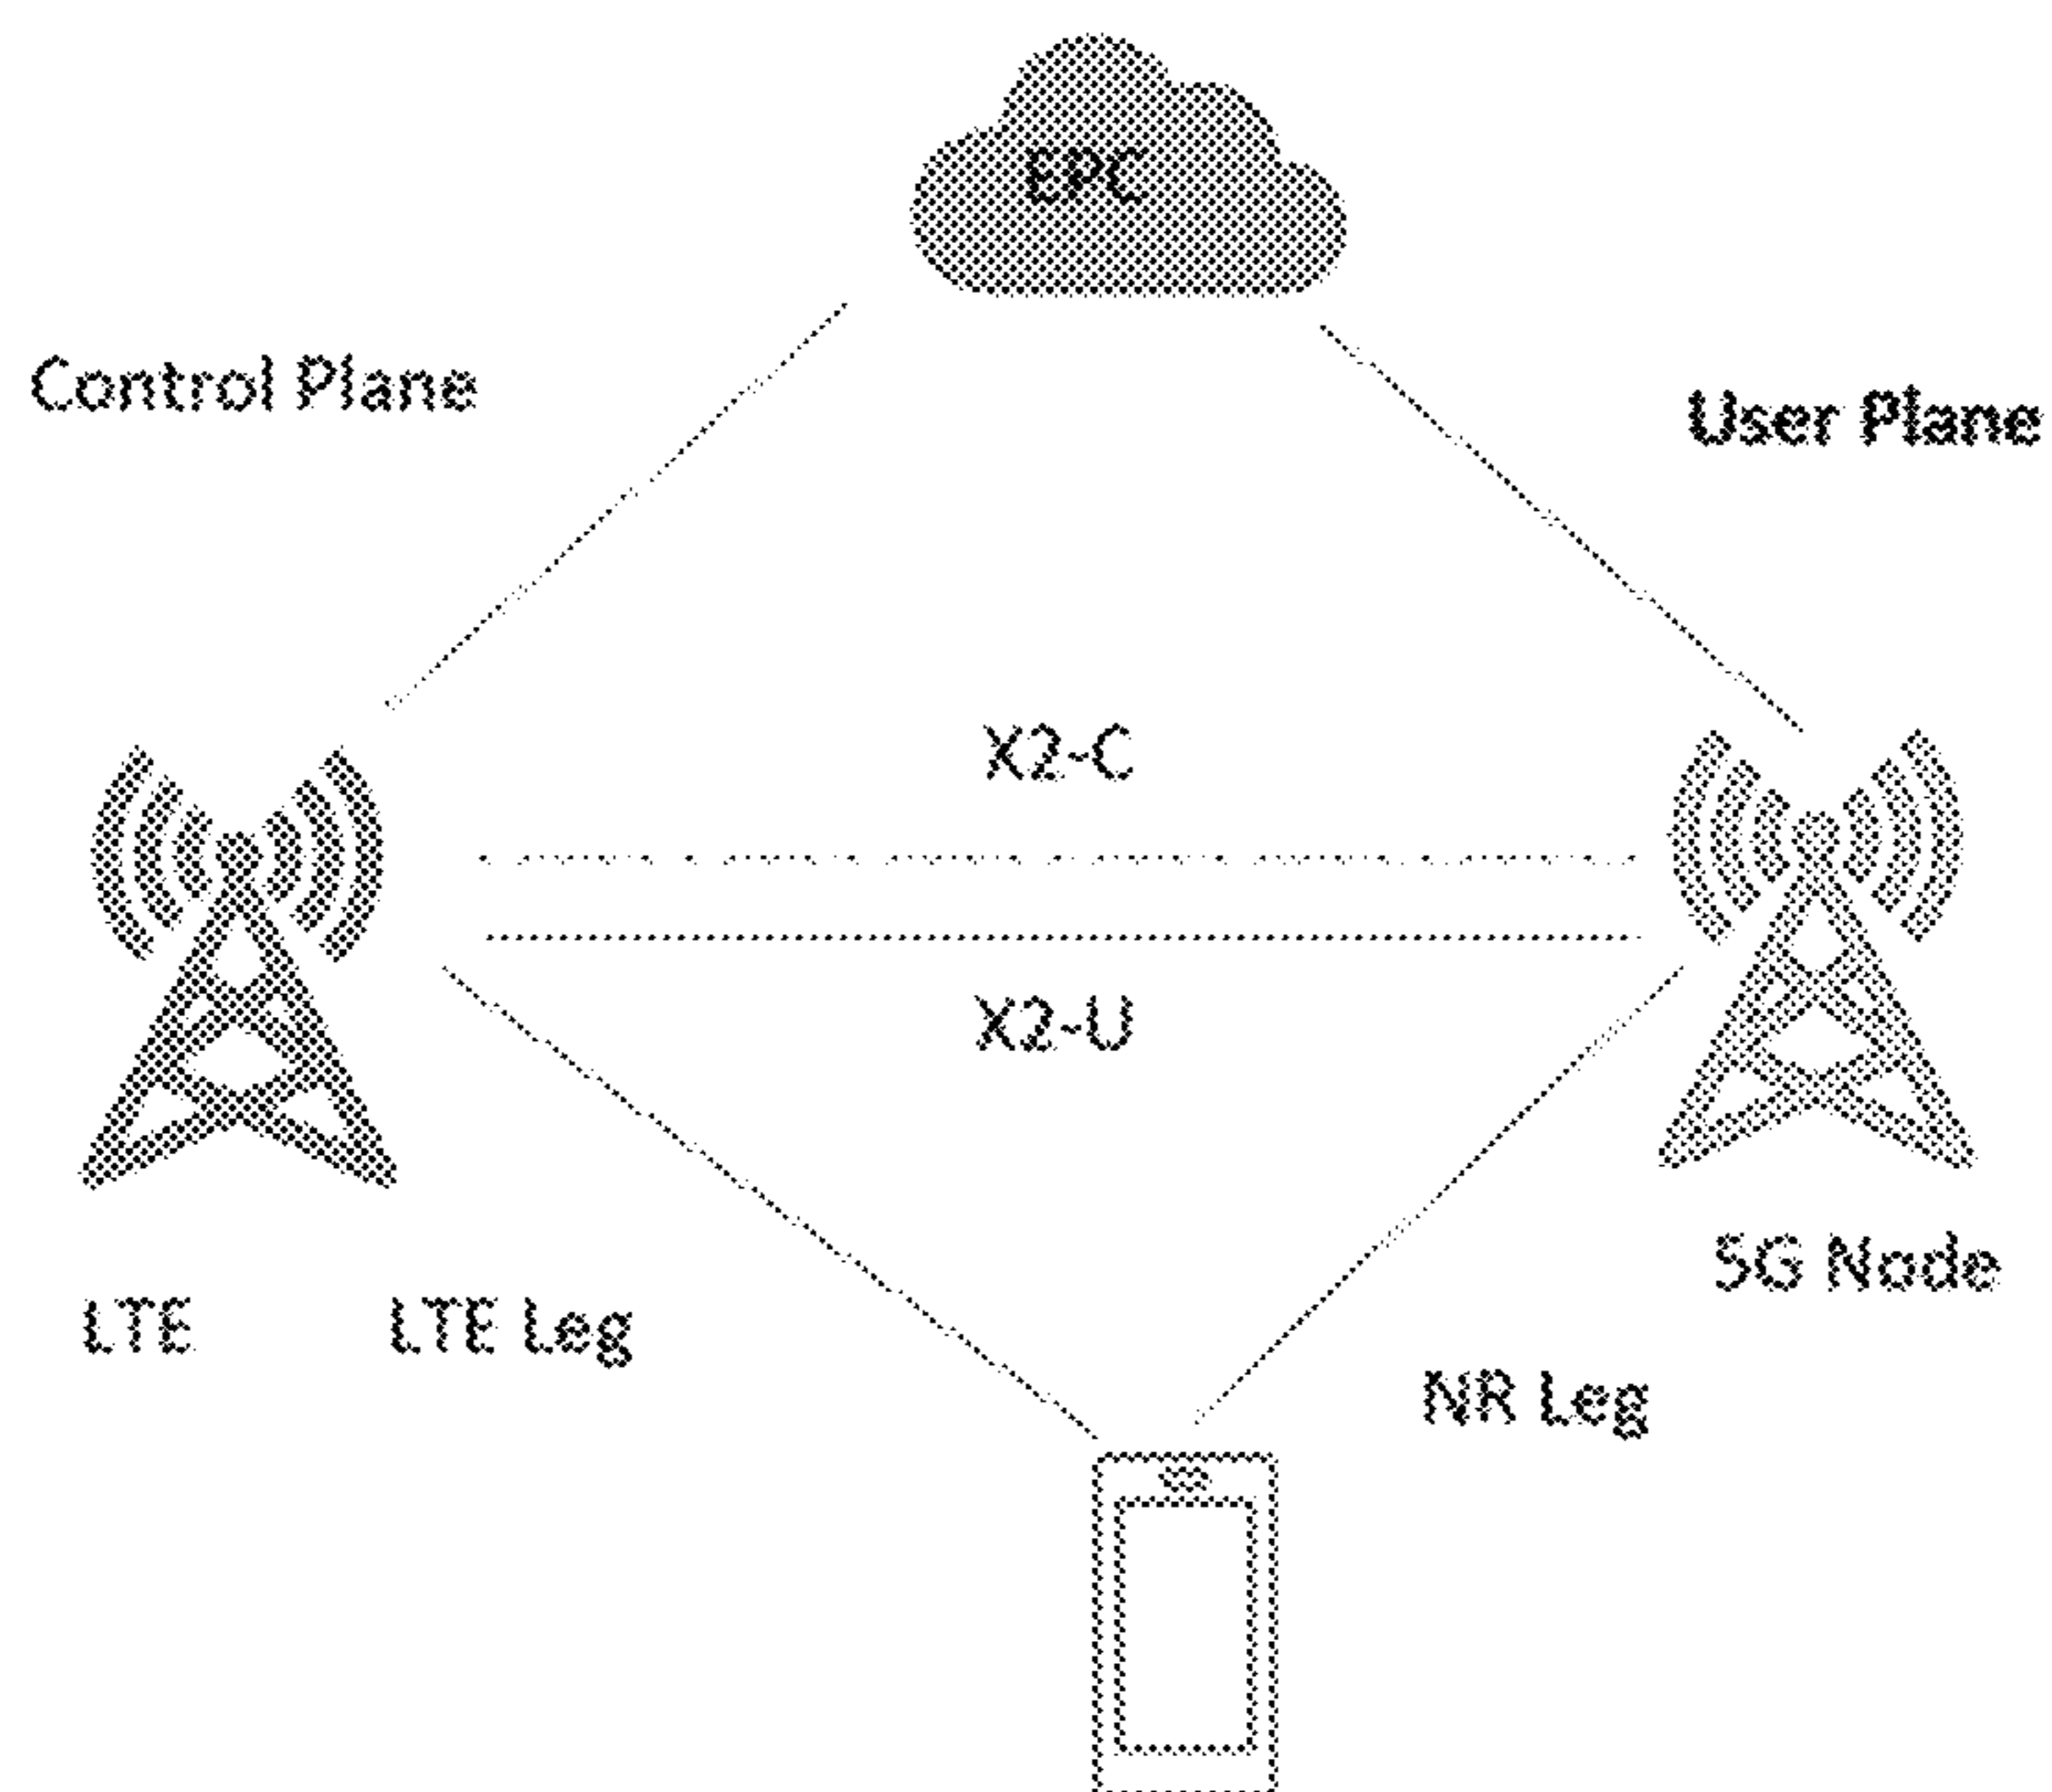 EPC
Control Plane
User Plane
X2-C
X2-U
5G Node
LTE
LTE Leg
NR Leg